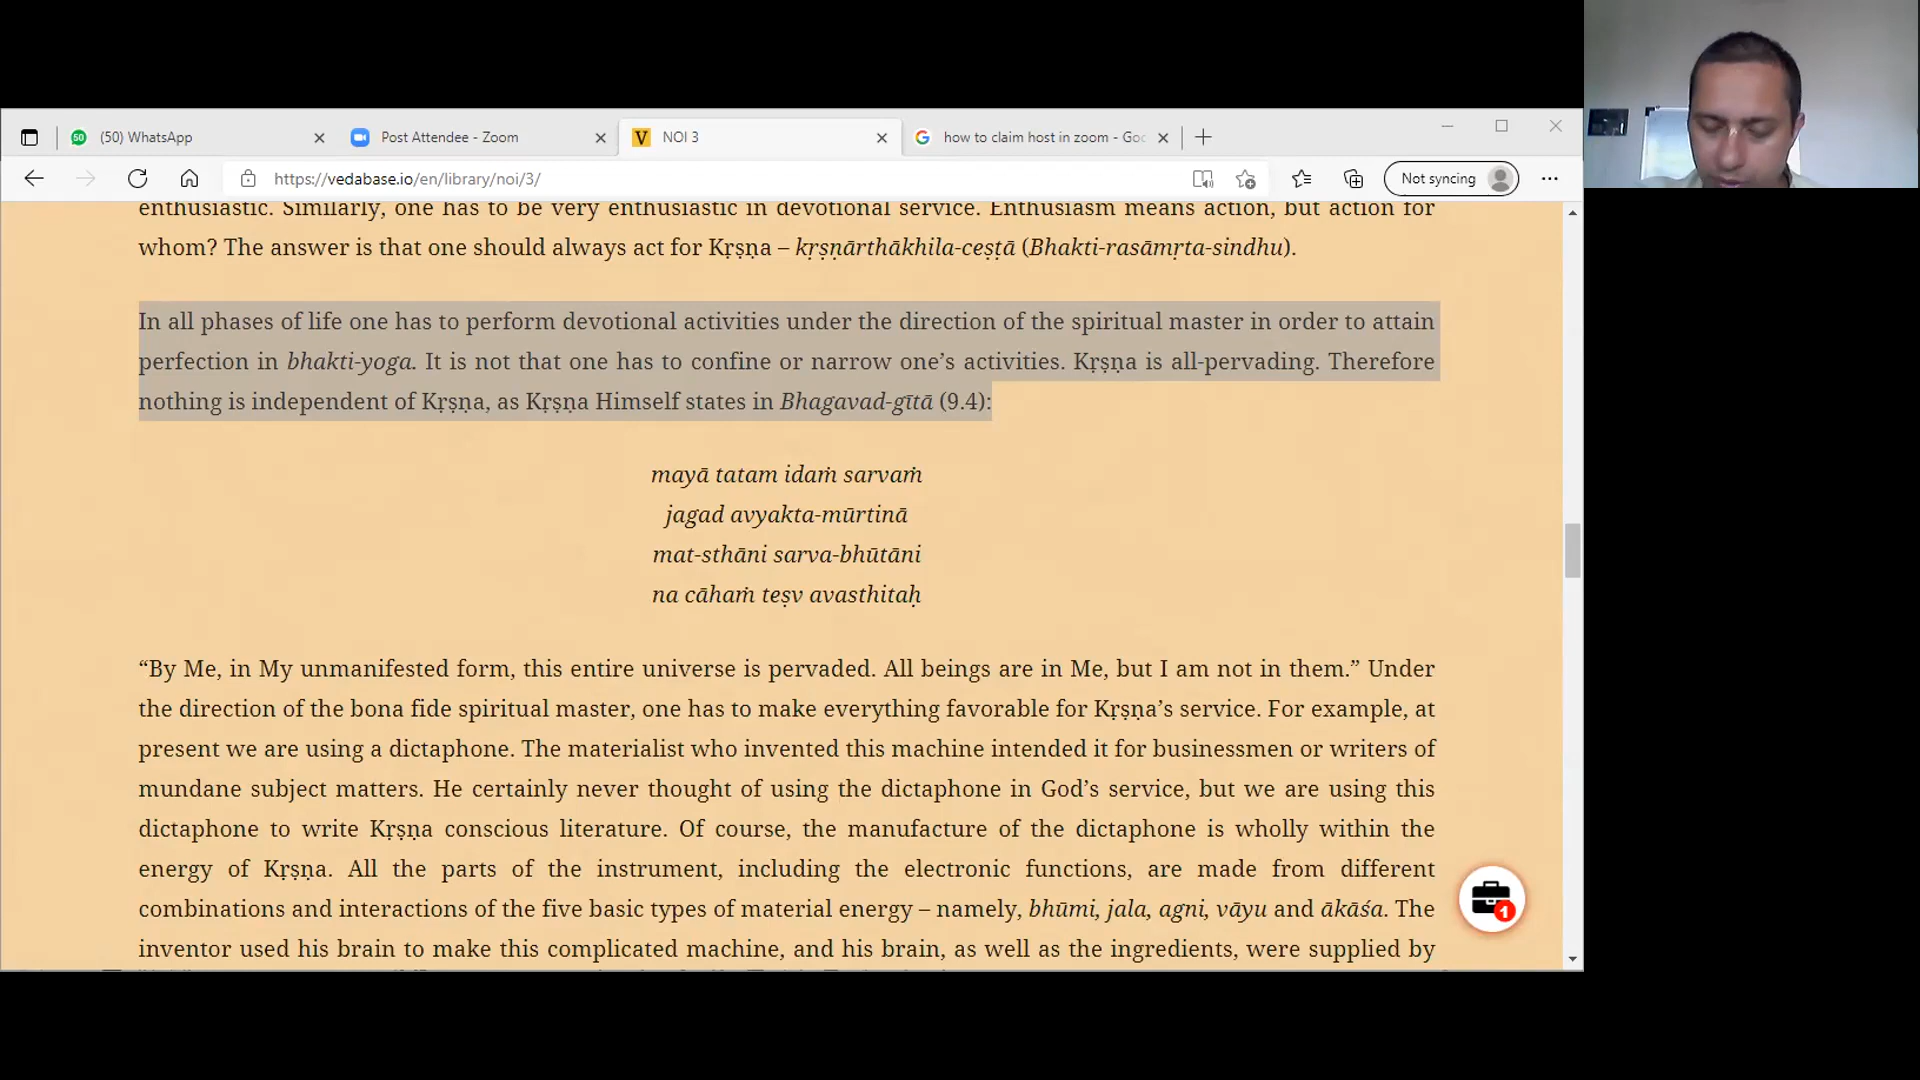 50 (50) WhatsApp
Post Attendee - Zoom
V NOI 3
how to claim host in zoom - Goo
https://vedabase.io/en/library/noi/3/
Not syncing
enthusiastic. Similarly, one has to be very enthusiastic in devotional service. Enthusiasm means action, but action for
whom? The answer is that one should always act for Kṛṣṇa – kṛṣṇārthākhila-ceṣṭā (Bhakti-rasāmṛta-sindhu).
In all phases of life one has to perform devotional activities under the direction of the spiritual master in order to attain
perfection in bhakti-yoga. It is not that one has to confine or narrow one’s activities. Kṛṣṇa is all-pervading. Therefore
nothing is independent of Kṛṣṇa, as Kṛṣṇa Himself states in Bhagavad-gītā (9.4):
mayā tatam idaṁ sarvaṁ
jagad avyakta-mūrtinā
mat-sthāni sarva-bhūtāni
na cāhaṁ teṣv avasthitaḥ
“By Me, in My unmanifested form, this entire universe is pervaded. All beings are in Me, but I am not in them.” Under
the direction of the bona fide spiritual master, one has to make everything favorable for Kṛṣṇa’s service. For example, at
present we are using a dictaphone. The materialist who invented this machine intended it for businessmen or writers of
mundane subject matters. He certainly never thought of using the dictaphone in God’s service, but we are using this
dictaphone to write Kṛṣṇa conscious literature. Of course, the manufacture of the dictaphone is wholly within the
energy of Kṛṣṇa. All the parts of the instrument, including the electronic functions, are made from different
combinations and interactions of the five basic types of material energy – namely, bhūmi, jala, agni, vāyu and ākāśa. The
inventor used his brain to make this complicated machine, and his brain, as well as the ingredients, were supplied by
1